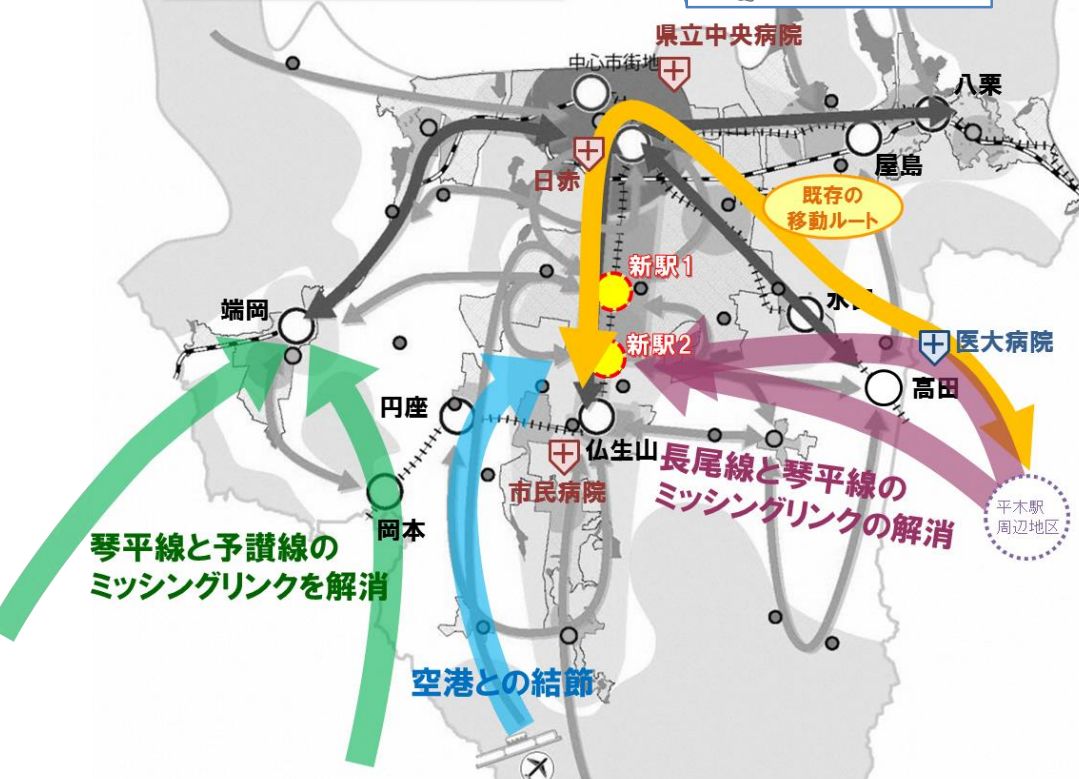 県立中央病院
中心市街地
八栗
日赤
屋島
既存の
移動ルート
新駅1
端岡
新駅2
医大病院
高田
円座
仏生山
市民病院
長尾線と琴平線の
ミッシングリンクの解消
平木駅
周辺地区
岡本
琴平線と予讃線の
ミッシングリンクを解消
空港との結節